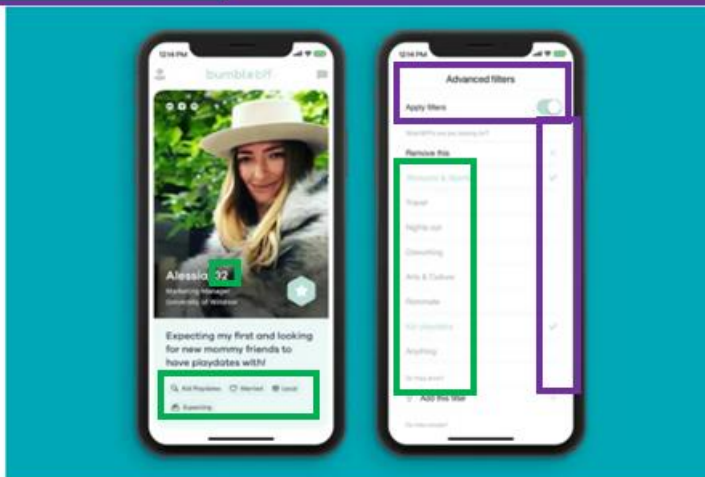 12:14 PM
bumble bff
Alessia 32
Marketing Manager
University of Windsor
Expecting my first and looking
for new mommy friends to
have playdates with!
Kid Playdates Married Local
Expecting
12:14 PM
Advanced filters
Apply filters
Remove this
Travel
Nights out
Coworking
Arts & Culture
Roommate
Kid playdates
Anything
Add this filter